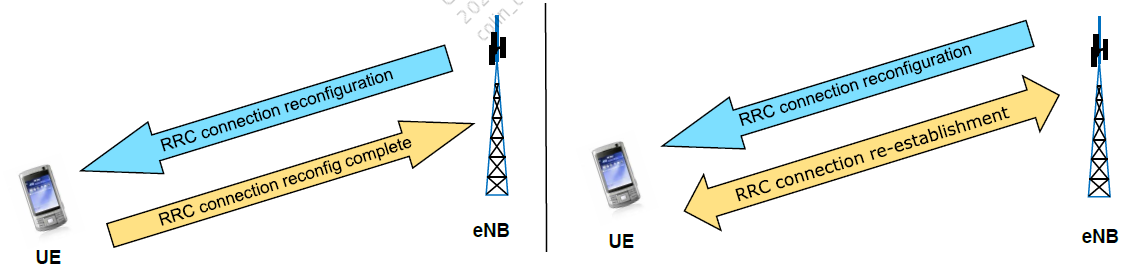 RRC connection reconfiguration
RRC connection reconfig complete
UE
eNB
RRC connection reconfiguration
RRC connection re-establishment
UE
eNB